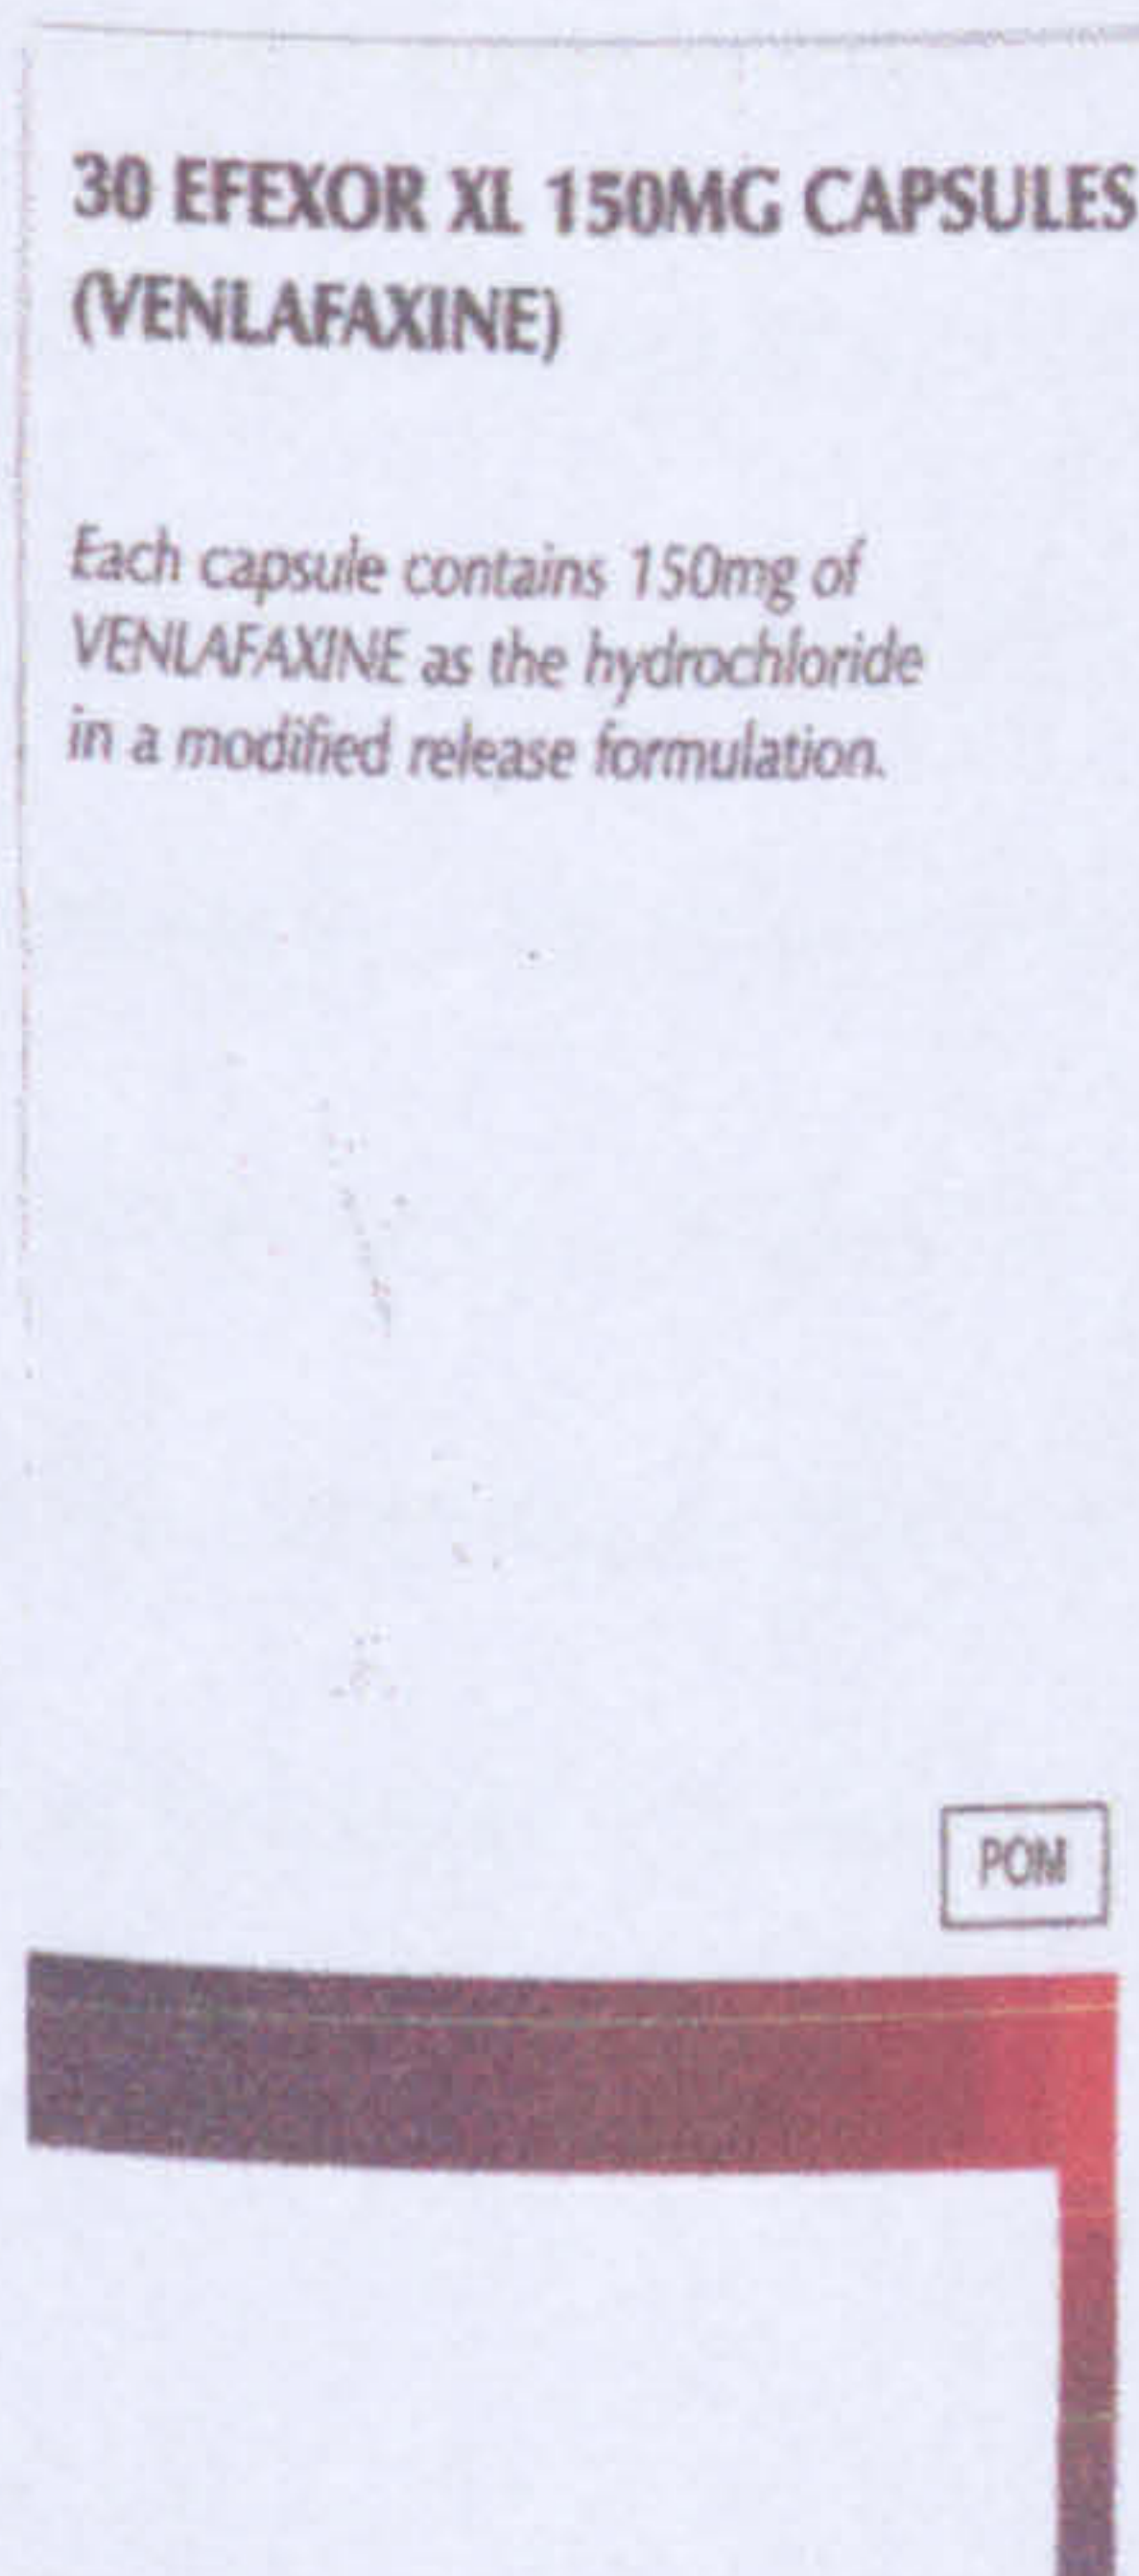 30 EFEXOR XL 150MG CAPSULES
(VENLAFAXINE)
Each capsule contains 150mg of
VENLAFAXINE as the hydrochloride
in a modified release formulation.
POM